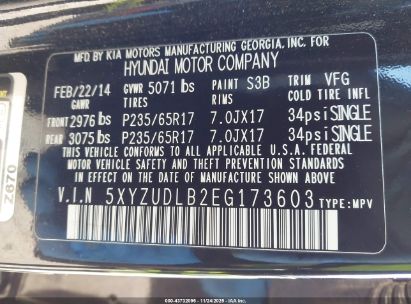 MFD. BY KIA MOTORS MANUFACTURING GEORGIA, INC. FOR
HYUNDAI MOTOR COMPANY
FEB/22/14 GVWR 5071 lbs PAINT S3B TRIM VFG
GAWR TIRES RIMS COLD TIRE INFL
FRONT 2976 lbs P235/65R17 7.0JX17 34psi SINGLE
REAR 3075 lbs P235/65R17 7.0JX17 34psi SINGLE
THIS VEHICLE CONFORMS TO ALL APPLICABLE U.S.A. FEDERAL
MOTOR VEHICLE SAFETY AND THEFT PREVENTION STANDARDS
IN EFFECT ON THE DATE OF MANUFACTURE SHOWN ABOVE.
V.I.N 5XYZUDLB2EG173603 TYPE: MPV
Z670